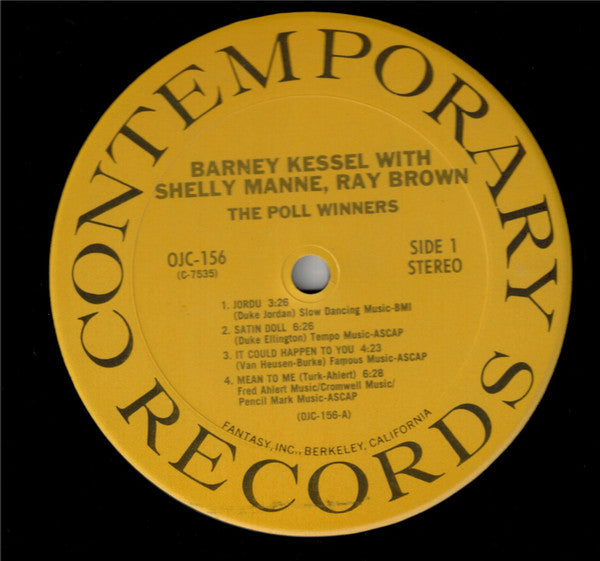 CONTEMPORARY RECORDS
BARNEY KESSEL WITH
SHELLY MANNE, RAY BROWN
THE POLL WINNERS
OJC-156
(C-7535)
SIDE 1
STEREO
1. JORDU 3:26
(Duke Jordan) Slow Dancing Music-BMI
2. SATIN DOLL 6:26
(Duke Ellington) Tempo Music-ASCAP
3. IT COULD HAPPEN TO YOU 4:23
(Van Heusen-Burke) Famous Music-ASCAP
4. MEAN TO ME (Turk-Ahlert) 6:28
Fred Ahlert Music/Cromwell Music/
Pencil Mark Music-ASCAP
(OJC-156-A)
FANTASY, INC., BERKELEY, CALIFORNIA